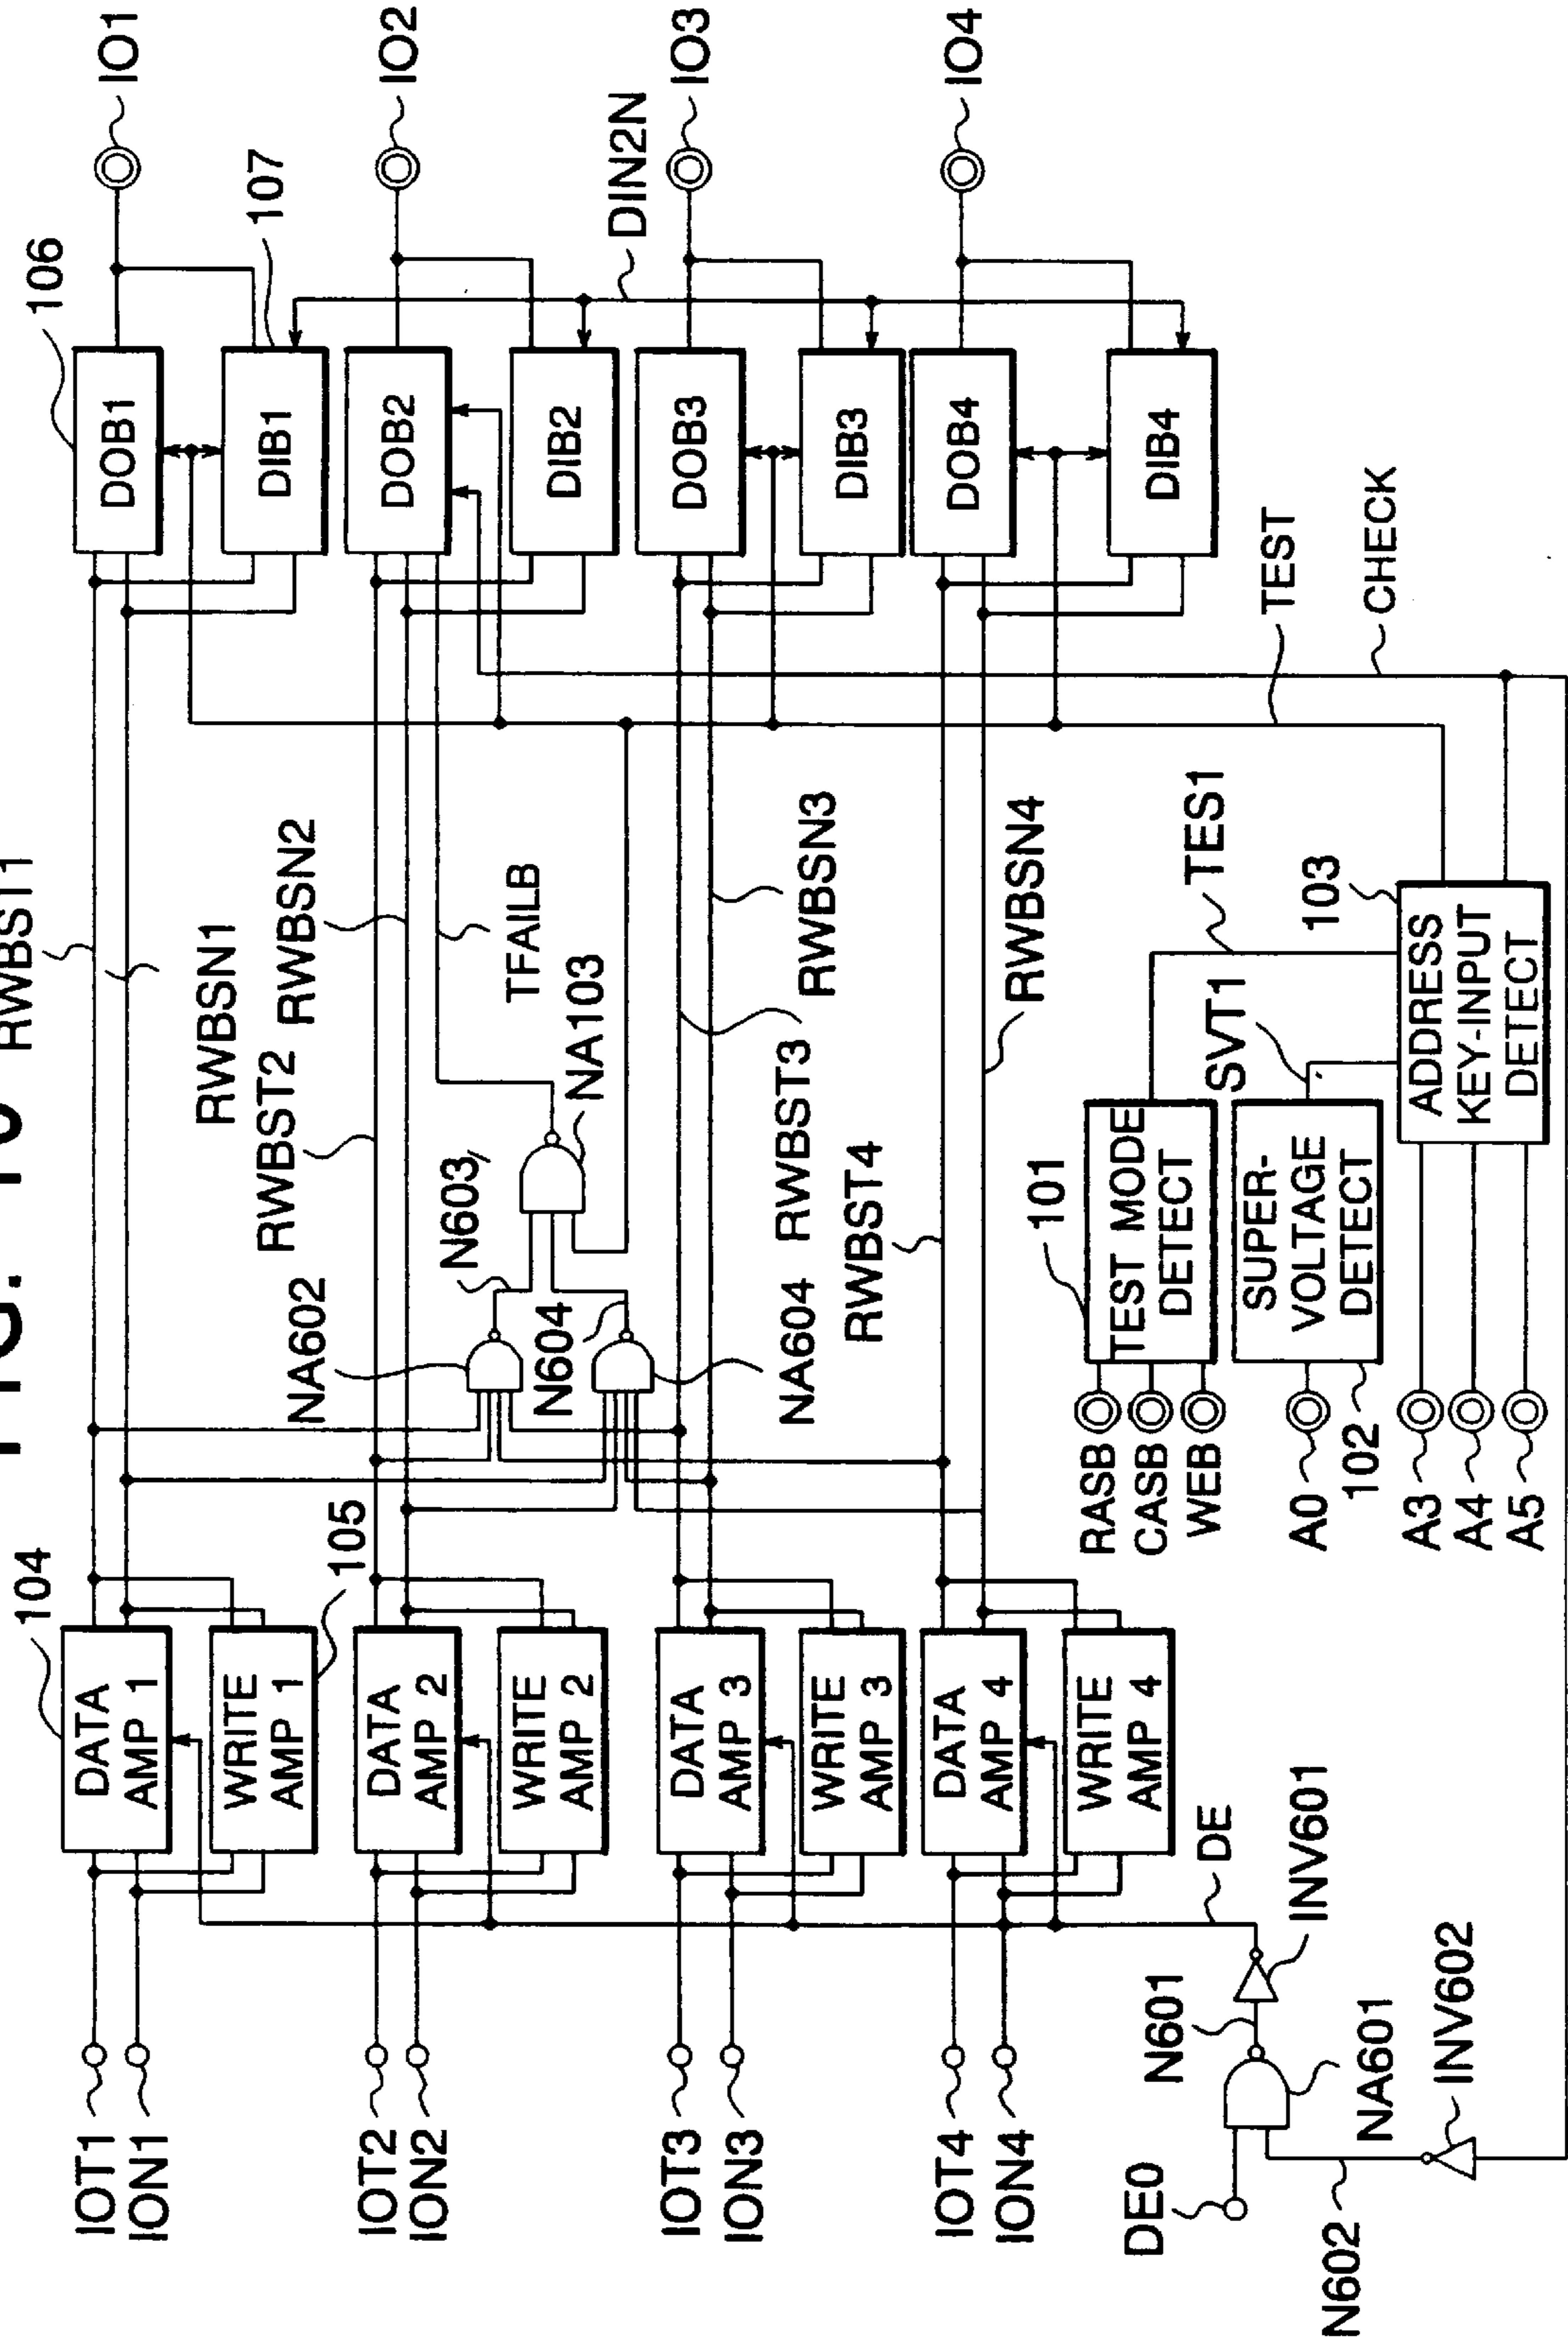 FIG. 10
RWBST1
IO1
106
107
DOB1
DIB1
RWBSN1
104
DATA AMP 1
105
WRITE AMP 1
IOT1
ION1
IO2
DOB2
DIB2
RWBST2
RWBSN2
TFAILB
NA103
N603
NA602
N604
NA604
DATA AMP 2
WRITE AMP 2
IOT2
ION2
IO3
DIN2N
DOB3
DIB3
RWBSN3
RWBST3
DATA AMP 3
WRITE AMP 3
IOT3
ION3
IO4
DOB4
DIB4
RWBSN4
RWBST4
DATA AMP 4
WRITE AMP 4
IOT4
ION4
TEST
CHECK
TES1
SVT1
103
ADDRESS
KEY-INPUT
DETECT
101
TEST MODE
DETECT
SUPER-
VOLTAGE
DETECT
102
RASB
CASB
WEB
A0
A3
A4
A5
DE
INV601
N601
NA601
INV602
DE0
N602